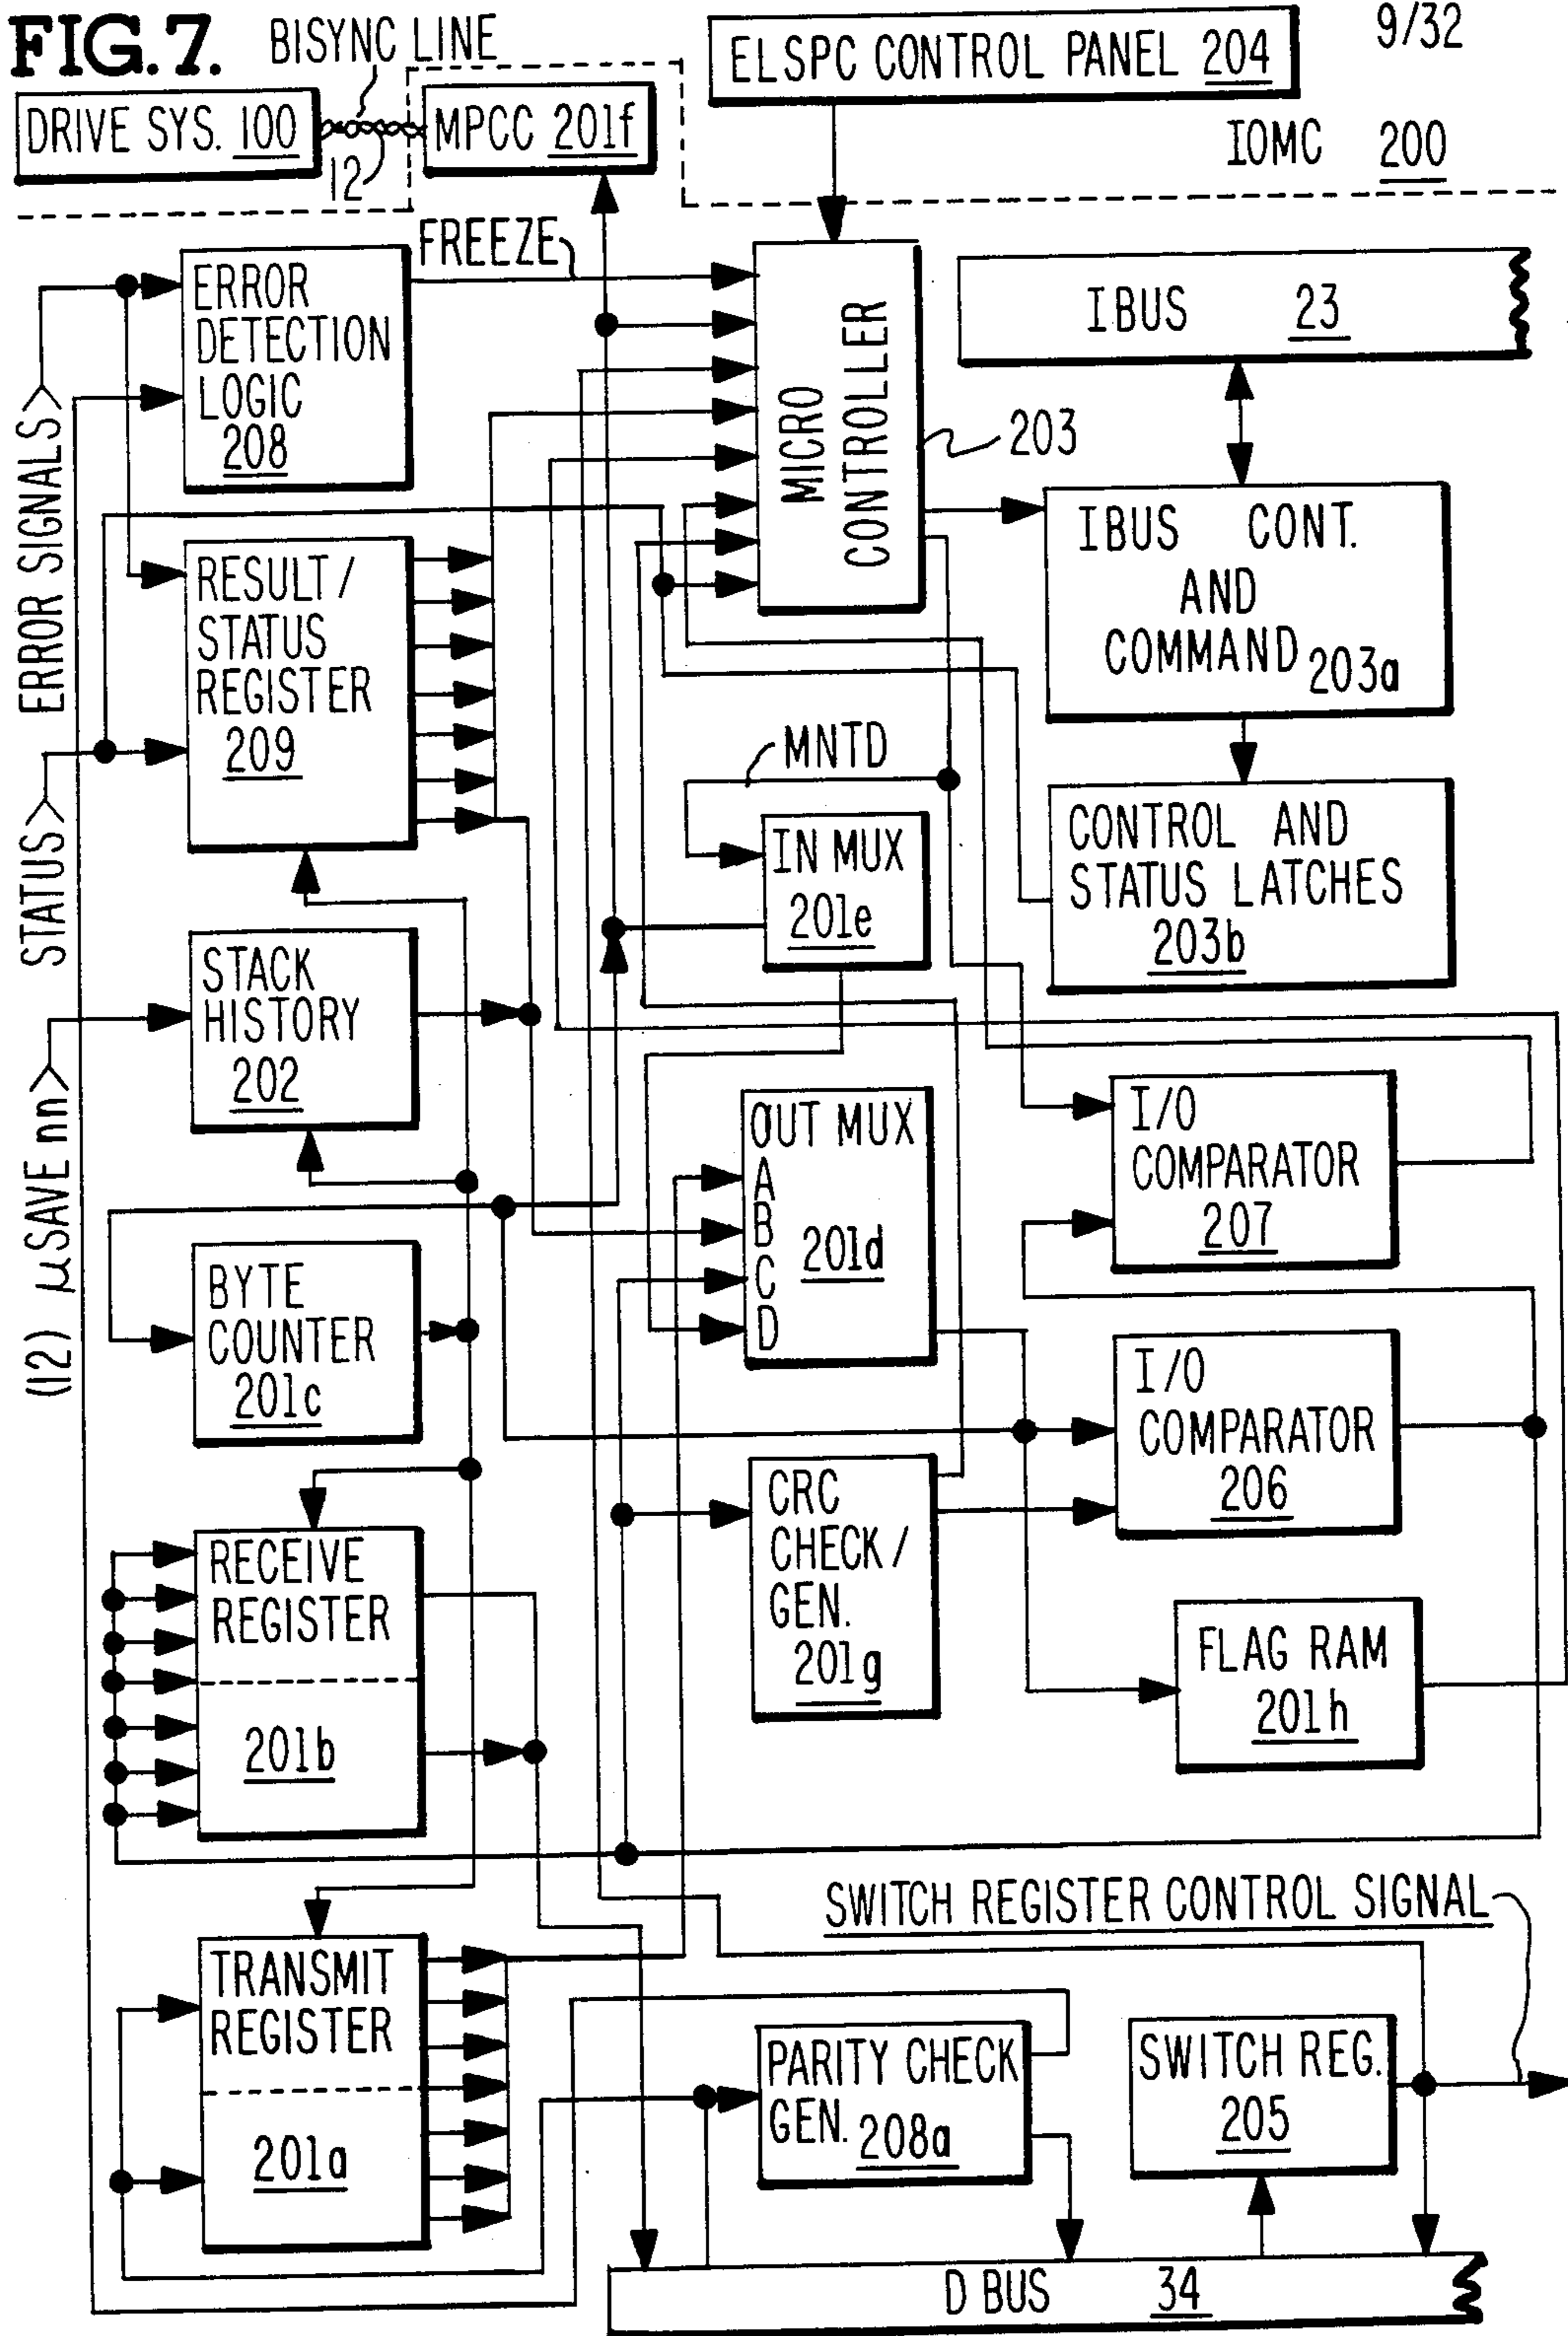 FIG.7.
BISYNC LINE
ELSPC CONTROL PANEL 204
9/32
DRIVE SYS. 100
12
MPCC 201f
IOMC 200
FREEZE
ERROR
DETECTION
LOGIC
208
MICRO
CONTROLLER
203
IBUS 23
ERROR SIGNALS
IBUS CONT.
AND
COMMAND 203a
RESULT/
STATUS
REGISTER
209
STATUS
MNTD
IN MUX
201e
CONTROL AND
STATUS LATCHES
203b
STACK
HISTORY
202
(12) μSAVE nn
OUT MUX
A
B
C
D
201d
I/O
COMPARATOR
207
BYTE
COUNTER
201c
I/O
COMPARATOR
206
CRC
CHECK/
GEN.
201g
RECEIVE
REGISTER
201b
FLAG RAM
201h
SWITCH REGISTER CONTROL SIGNAL
TRANSMIT
REGISTER
201a
PARITY CHECK
GEN. 208a
SWITCH REG.
205
D BUS 34